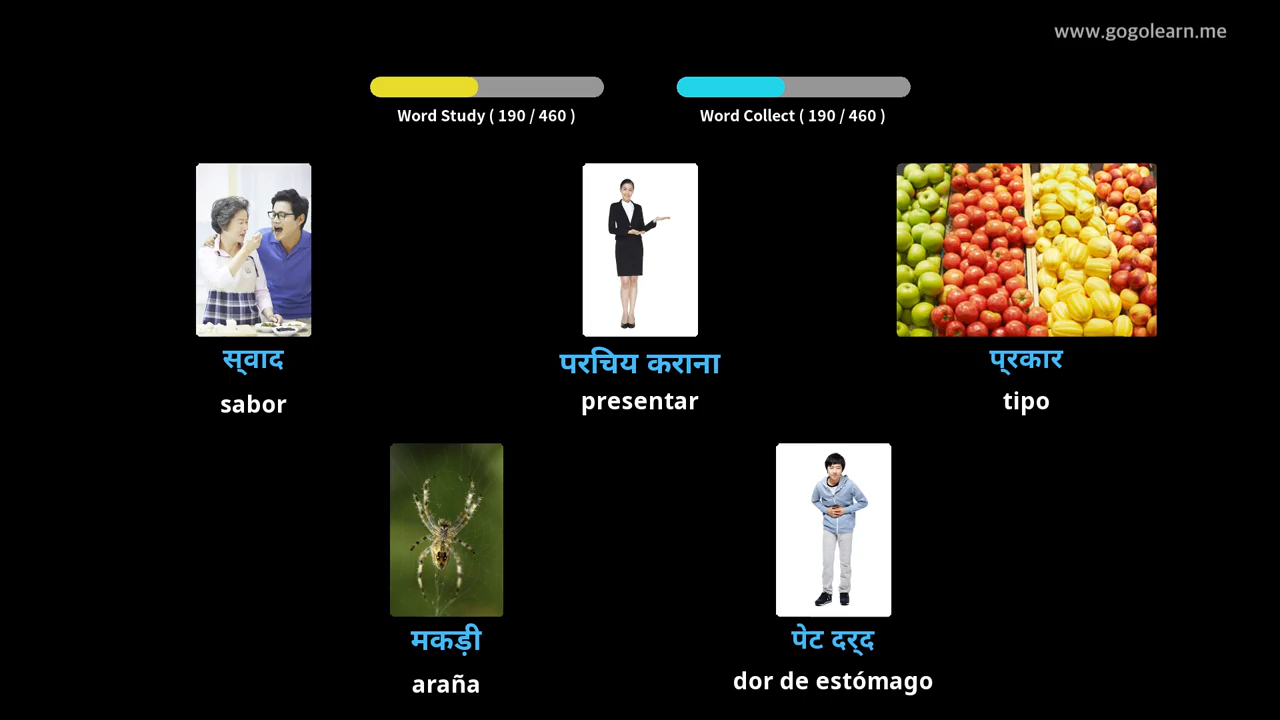 www.gogolearn.me
Word Study ( 190 / 460 )
Word Collect ( 190 / 460 )
स्‌वाद
परिचय कराना
प्‌रकार
sabor
presentar
tipo
मकड़ी
पेट दर्‌द
araña
dor de estómago